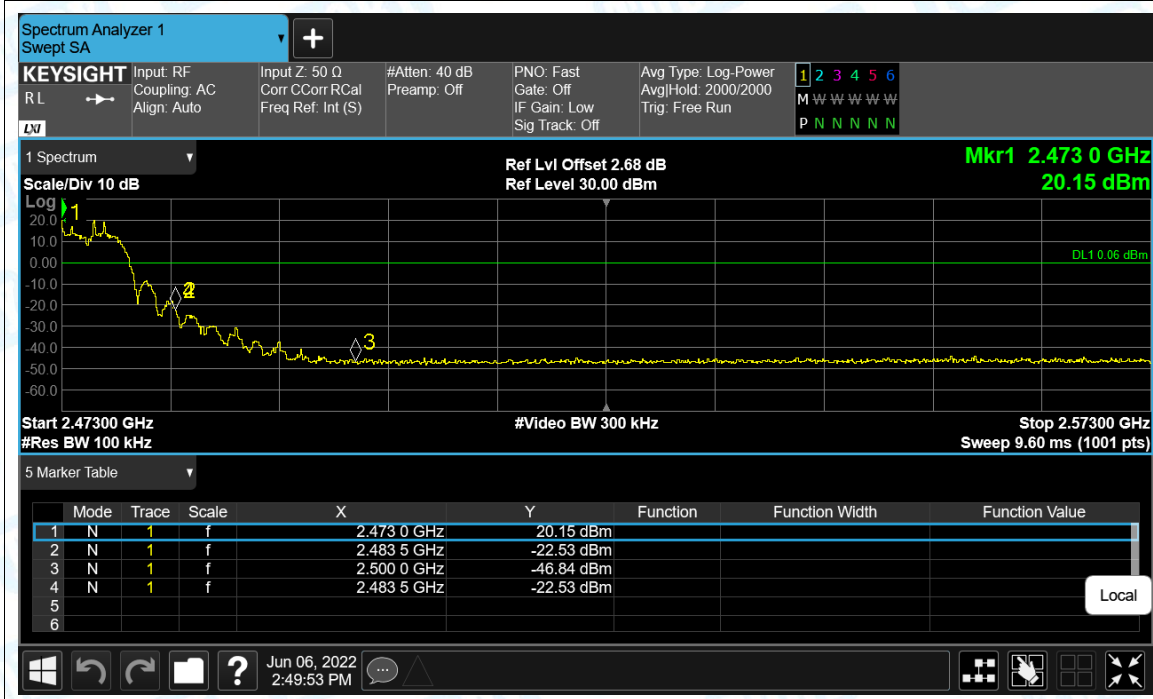 Spectrum Analyzer 1
Swept SA
+
KEYSIGHT
R L
LXI
Input: RF
Coupling: AC
Align: Auto
Input Z: 50 Ω
Corr CCorr RCal
Freq Ref: Int (S)
#Atten: 40 dB
Preamp: Off
PNO: Fast
Gate: Off
IF Gain: Low
Sig Track: Off
Avg Type: Log-Power
Avg|Hold: 2000/2000
Trig: Free Run
1 2 3 4 5 6
M W W W W W W
P N N N N N
1 Spectrum
Scale/Div 10 dB
Ref Lvl Offset 2.68 dB
Ref Level 30.00 dBm
Mkr1 2.473 0 GHz
20.15 dBm
Log
20.0
10.0
0.00
-10.0
-20.0
-30.0
-40.0
-50.0
-60.0
1
2
3
DL1 0.06 dBm
Start 2.47300 GHz
#Res BW 100 kHz
#Video BW 300 kHz
Stop 2.57300 GHz
Sweep 9.60 ms (1001 pts)
5 Marker Table
Mode Trace Scale X Y Function Function Width Function Value
1 N 1 f 2.473 0 GHz 20.15 dBm
2 N 1 f 2.483 5 GHz -22.53 dBm
3 N 1 f 2.500 0 GHz -46.84 dBm
4 N 1 f 2.483 5 GHz -22.53 dBm
5
6
Local
?
Jun 06, 2022
2:49:53 PM